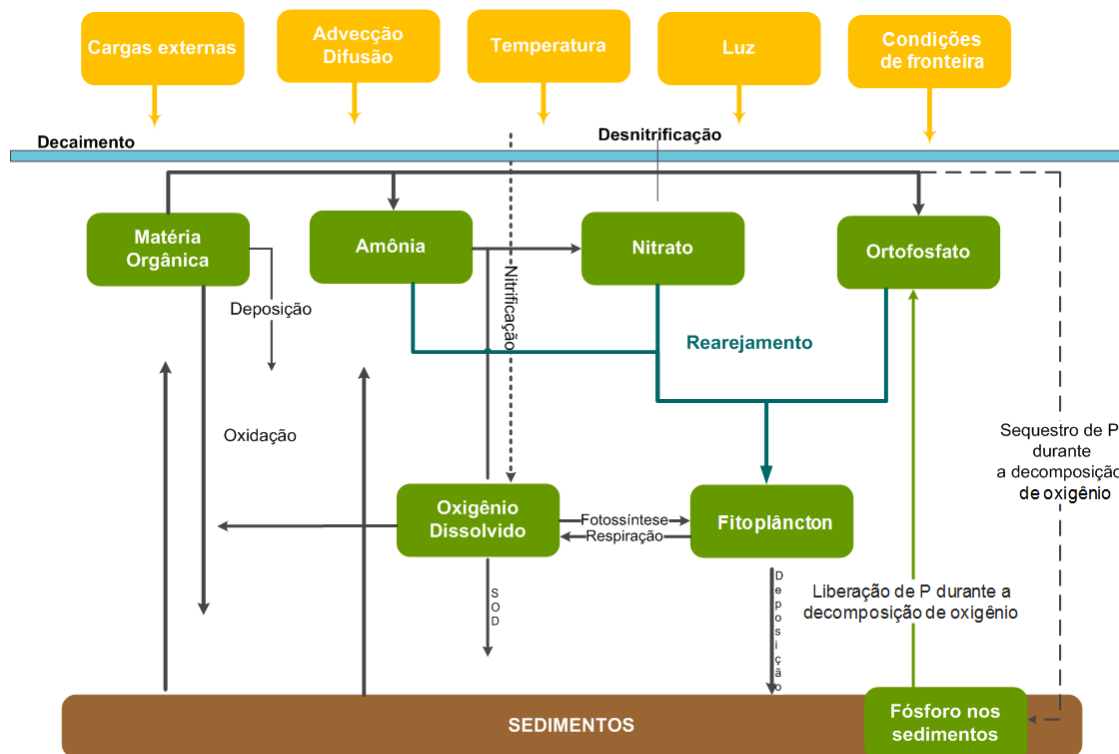 Cargas externas
Advecção
Difusão
Temperatura
Luz
Condições
de fronteira
Decaimento
Desnitrificação
Matéria
Orgânica
Amônia
Nitrato
Ortofosfato
Nitrificação
Deposição
Rearejamento
Oxidação
Sequestro de P
durante
a decomposição
de oxigênio
Oxigênio
Dissolvido
Fotossíntese
Respiração
Fitoplâncton
SOD
Deposição
Liberação de P durante a
decomposição de oxigênio
SEDIMENTOS
Fósforo nos
sedimentos